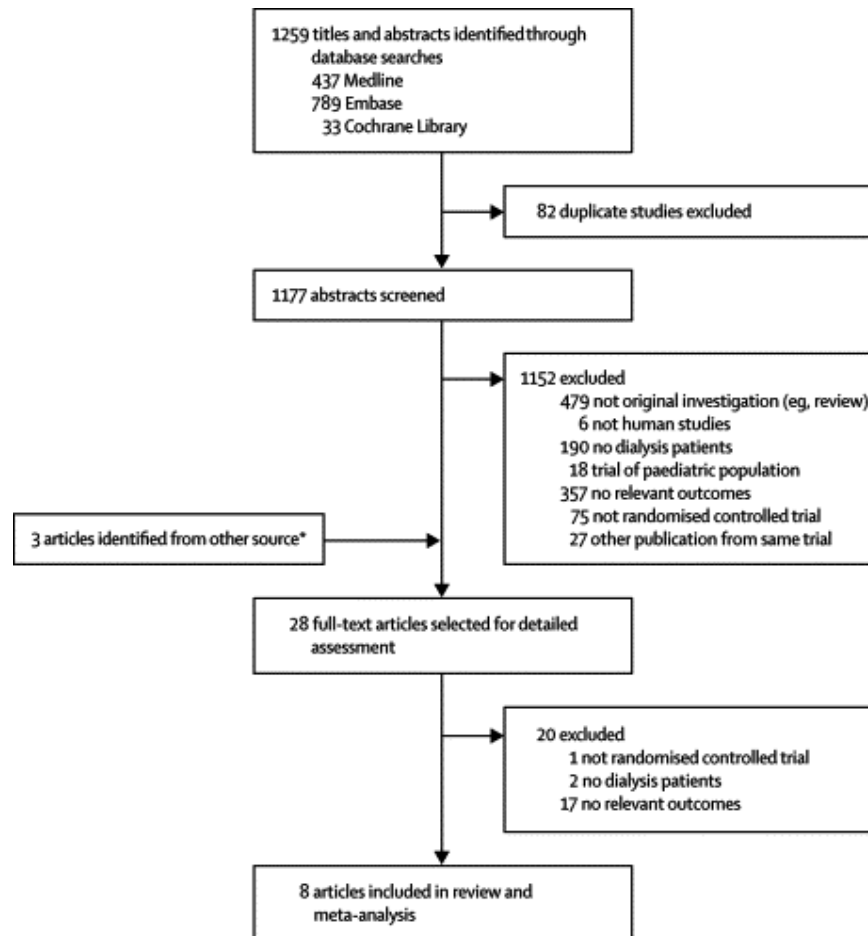 1259 titles and abstracts identified through
database searches
437 Medline
789 Embase
33 Cochrane Library
82 duplicate studies excluded
1177 abstracts screened
1152 excluded
479 not original investigation (eg, review)
6 not human studies
190 no dialysis patients
18 trial of paediatric population
357 no relevant outcomes
75 not randomised controlled trial
27 other publication from same trial
3 articles identified from other source*
28 full-text articles selected for detailed
assessment
20 excluded
1 not randomised controlled trial
2 no dialysis patients
17 no relevant outcomes
8 articles included in review and
meta-analysis